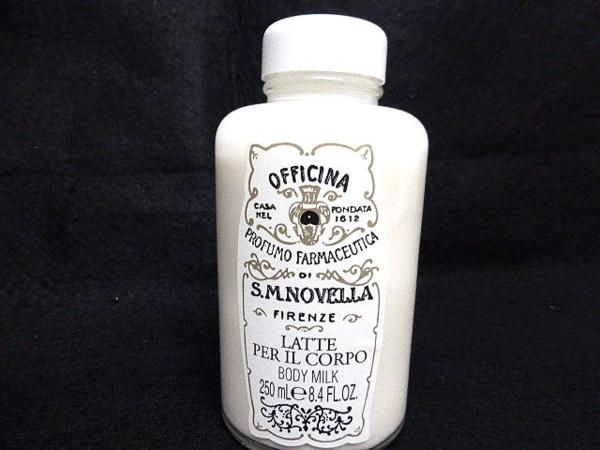 OFFICINA
CASA FONDATA
NEL 1612
PROFUMO FARMACEUTICA
DI
S.M.NOVELLA
FIRENZE
LATTE
PER IL CORPO
BODY MILK
250 mL e 8.4 FL.OZ.